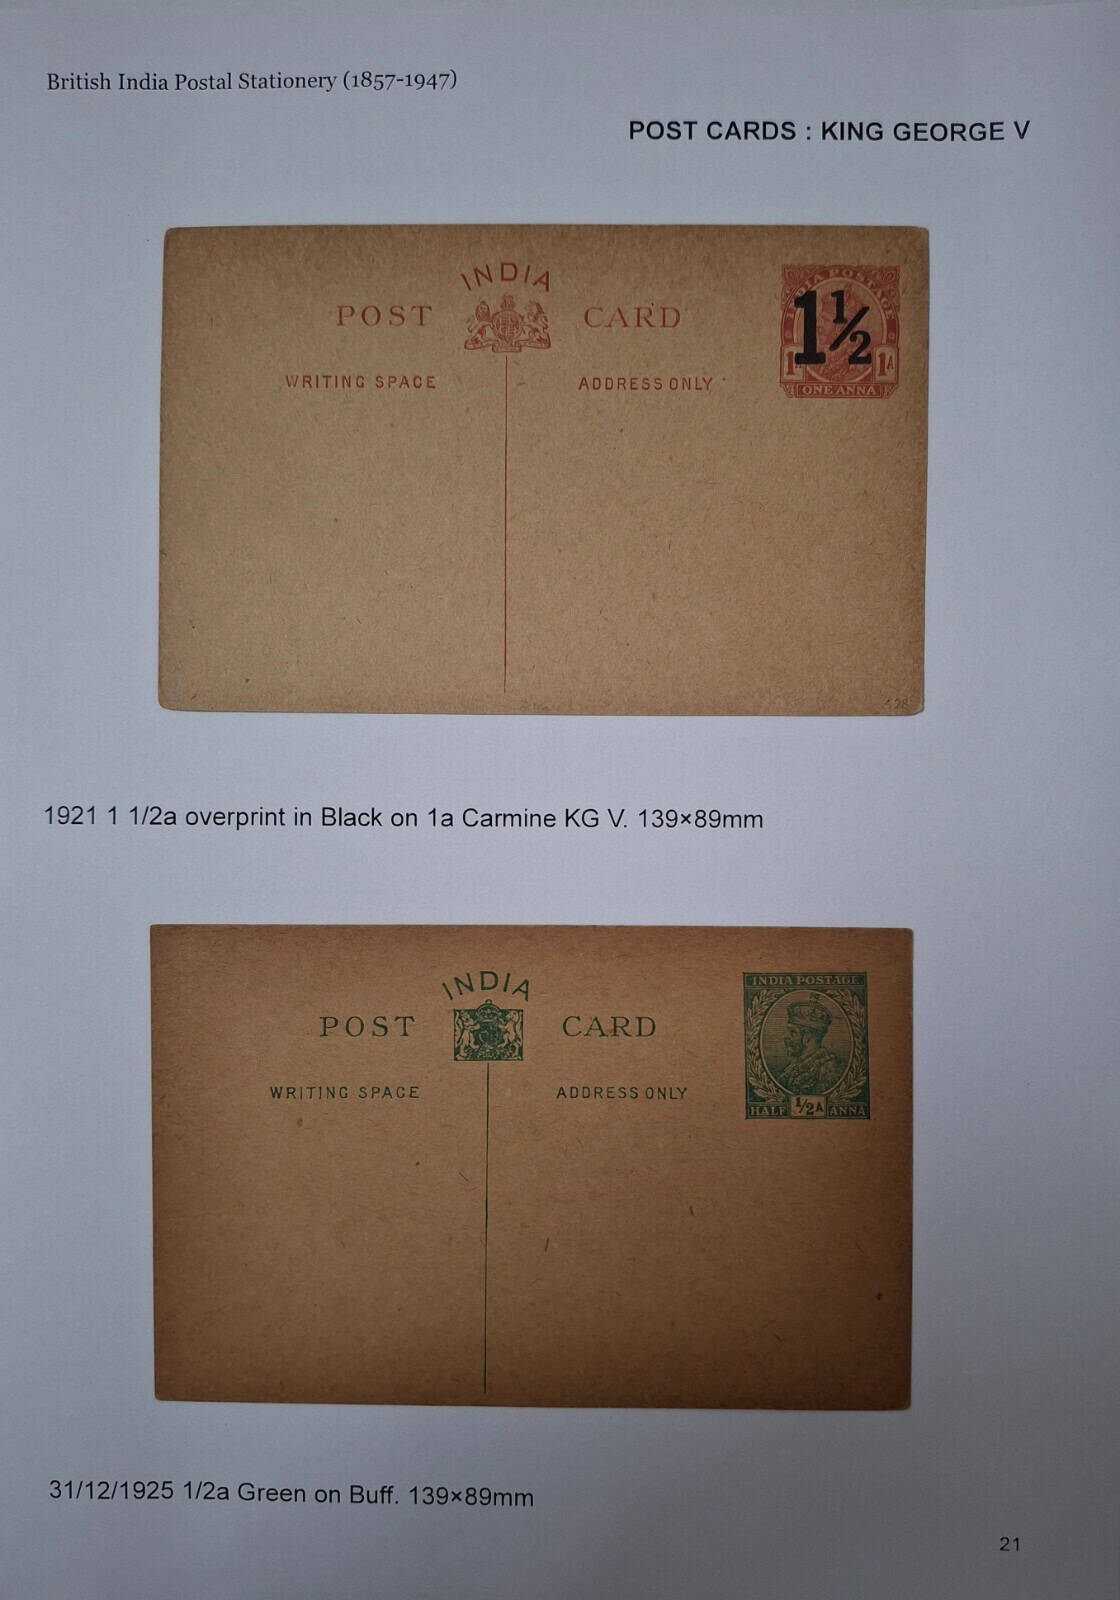 British India Postal Stationery (1857-1947)
POST CARDS : KING GEORGE V
INDIA
POST CARD
WRITING SPACE ADDRESS ONLY
INDIA POSTAGE
1 1/2
1A 1A
ONE ANNA
428
1921 1 1/2a overprint in Black on 1a Carmine KG V. 139×89mm
INDIA
POST CARD
WRITING SPACE ADDRESS ONLY
INDIA POSTAGE
HALF 1/2A ANNA
31/12/1925 1/2a Green on Buff. 139×89mm
21